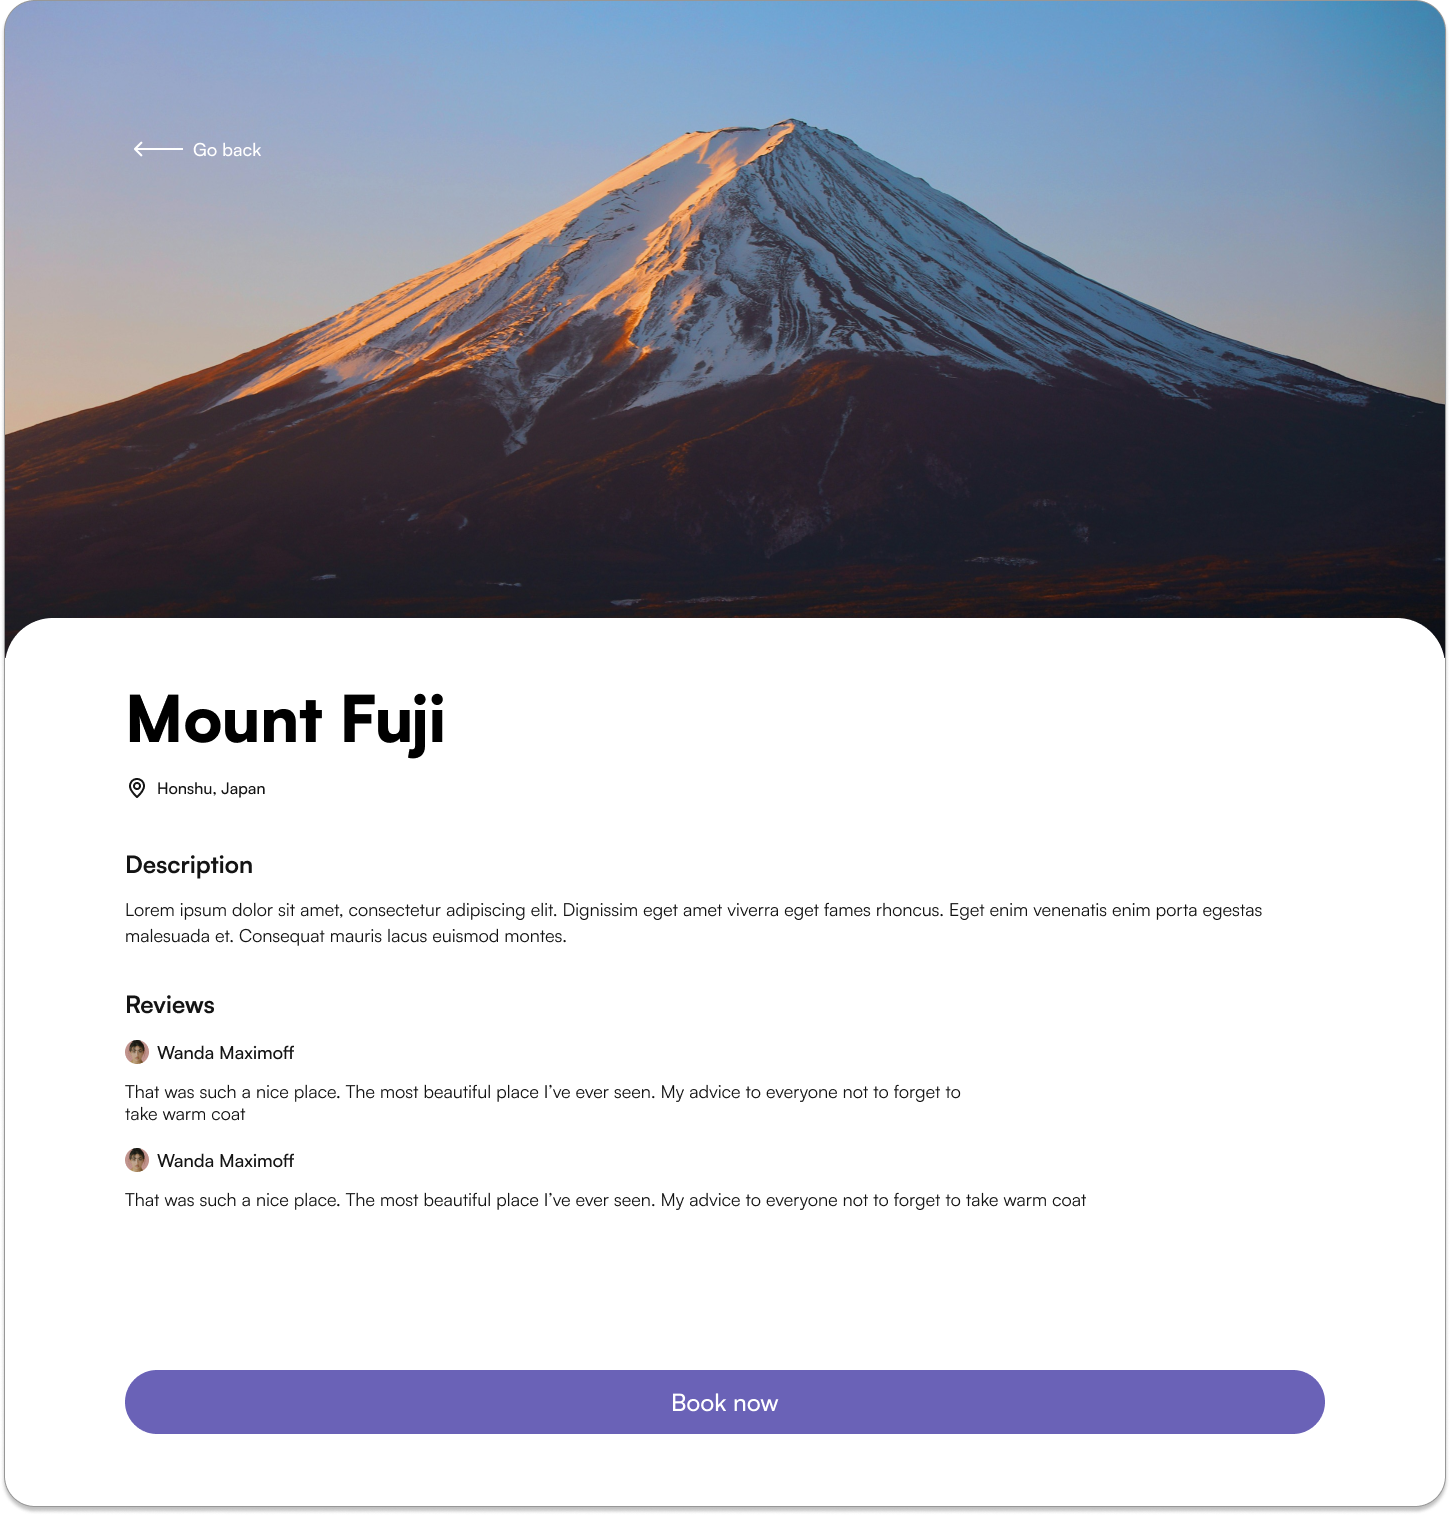 Go back
Mount Fuji
Honshu, Japan
Description
Lorem ipsum dolor sit amet, consectetur adipiscing elit. Dignissim eget amet viverra eget fames rhoncus. Eget enim venenatis enim porta egestas
malesuada et. Consequat mauris lacus euismod montes.
Reviews
Wanda Maximoff
That was such a nice place. The most beautiful place I’ve ever seen. My advice to everyone not to forget to
take warm coat
Wanda Maximoff
That was such a nice place. The most beautiful place I’ve ever seen. My advice to everyone not to forget to take warm coat
Book now